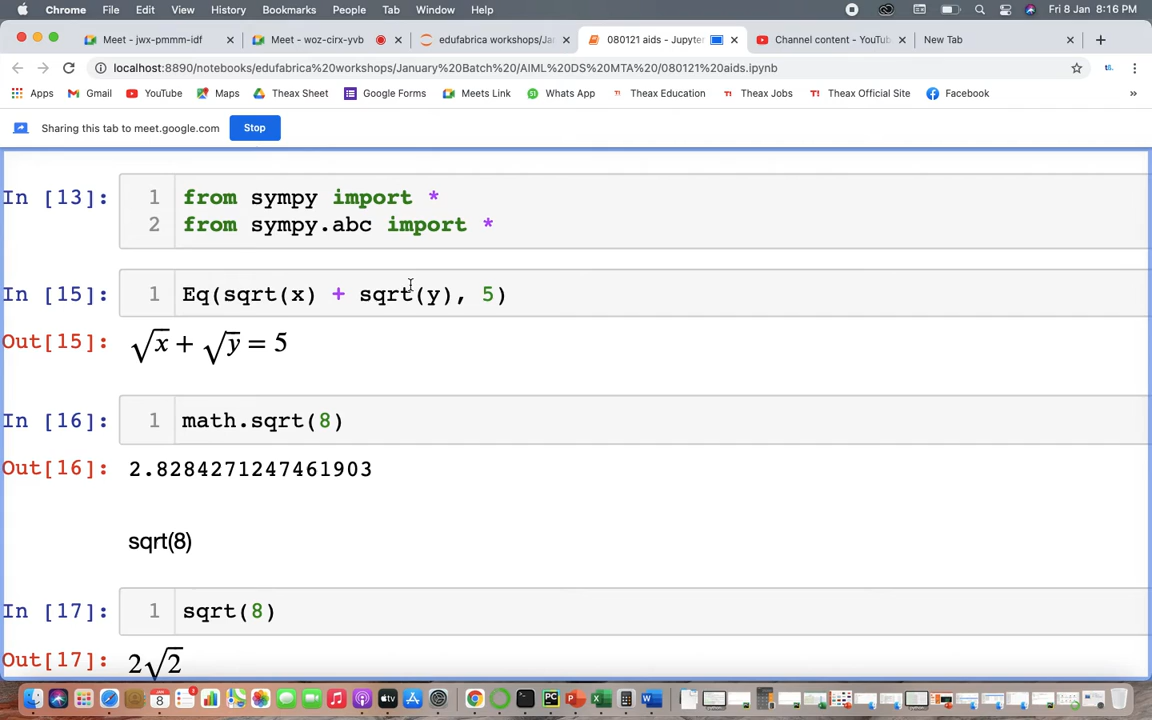 Chrome File Edit View History Bookmarks People Tab Window Help Fri 8 Jan 8:16 PM
Meet - jwx-pmmm-idf Meet - woz-cirx-yvb edufabrica workshops/Jan 080121 aids - Jupyter Channel content - YouTu New Tab
localhost:8890/notebooks/edufabrica%20workshops/January%20Batch%20/AIML%20DS%20MTA%20/080121%20aids.ipynb
Apps Gmail YouTube Maps Theax Sheet Google Forms Meets Link Whats App Theax Education Theax Jobs Theax Official Site Facebook »
Sharing this tab to meet.google.com Stop
In [13]: 1 from sympy import *
2 from sympy.abc import *
In [15]: 1 Eq(sqrt(x) + sqrt(y), 5)
Out[15]: √x + √y = 5
In [16]: 1 math.sqrt(8)
Out[16]: 2.8284271247461903
sqrt(8)
In [17]: 1 sqrt(8)
Out[17]: 2√2